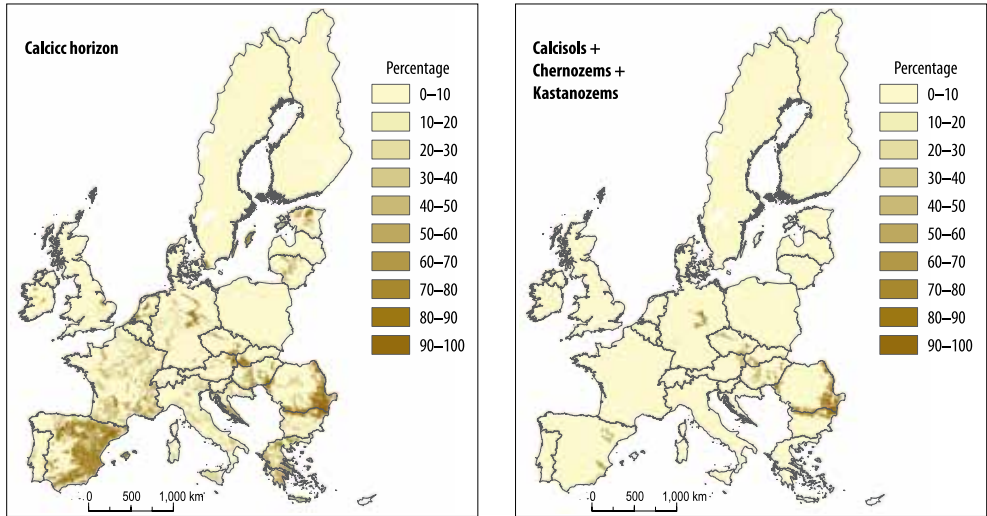 Calcicc horizon
Percentage
0–10
10–20
20–30
30–40
40–50
50–60
60–70
70–80
80–90
90–100
0 500 1,000 km
Calcisols +
Chernozems +
Kastanozems
Percentage
0–10
10–20
20–30
30–40
40–50
50–60
60–70
70–80
80–90
90–100
0 500 1,000 km